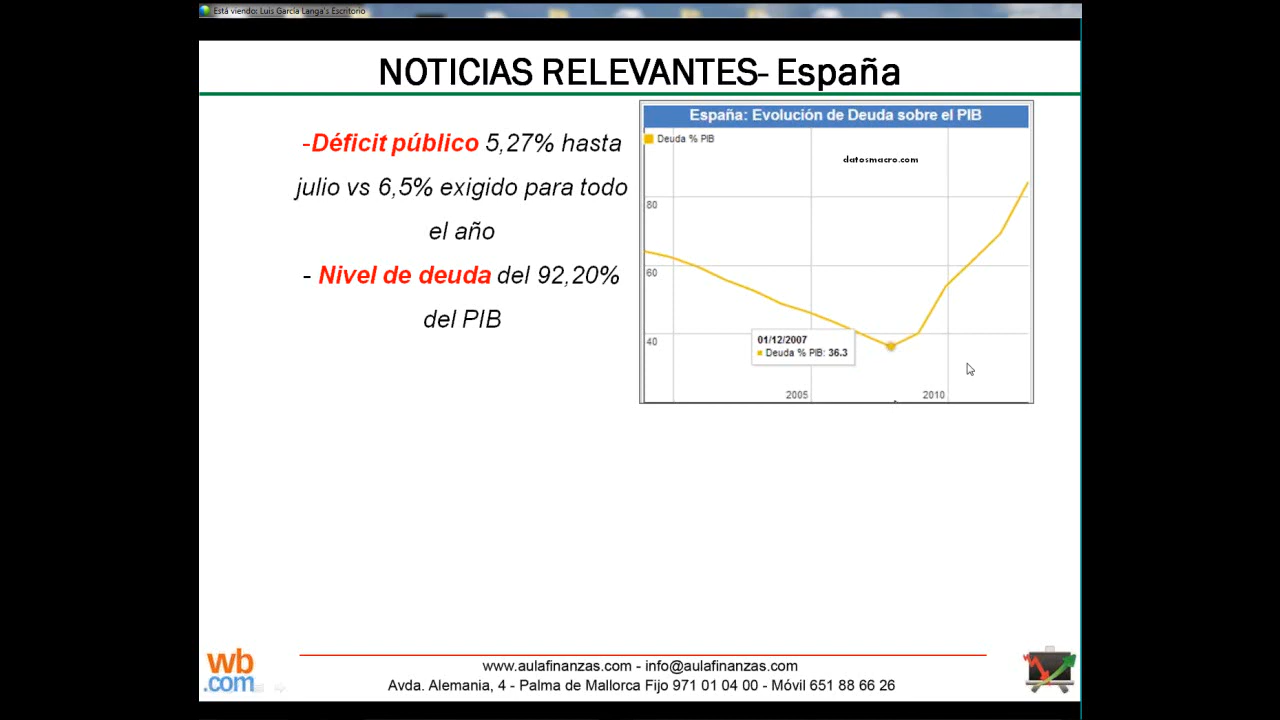 Está viendo: Luis García Langa's Escritorio
NOTICIAS RELEVANTES- España
-Déficit público 5,27% hasta
julio vs 6,5% exigido para todo
el año
- Nivel de deuda del 92,20%
del PIB
España: Evolución de Deuda sobre el PIB
Deuda % PIB
datosmacro.com
80
60
40
01/12/2007
Deuda % PIB: 36.3
2005
2010
wb
.com
www.aulafinanzas.com - info@aulafinanzas.com
Avda. Alemania, 4 - Palma de Mallorca Fijo 971 01 04 00 - Móvil 651 88 66 26